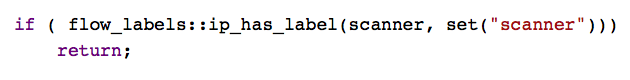 if ( flow_labels::ip_has_label(scanner, set("scanner")))
    return;